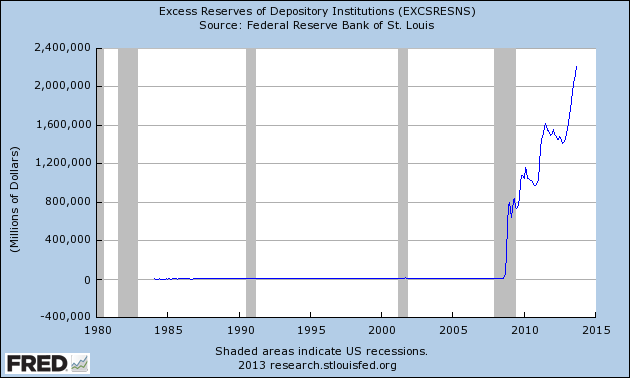 Excess Reserves of Depository Institutions (EXCSRESNS)
Source: Federal Reserve Bank of St. Louis
(Millions of Dollars)
2,400,000
2,000,000
1,600,000
1,200,000
800,000
400,000
0
-400,000
1980 1985 1990 1995 2000 2005 2010 2015
Shaded areas indicate US recessions.
2013 research.stlouisfed.org
FRED